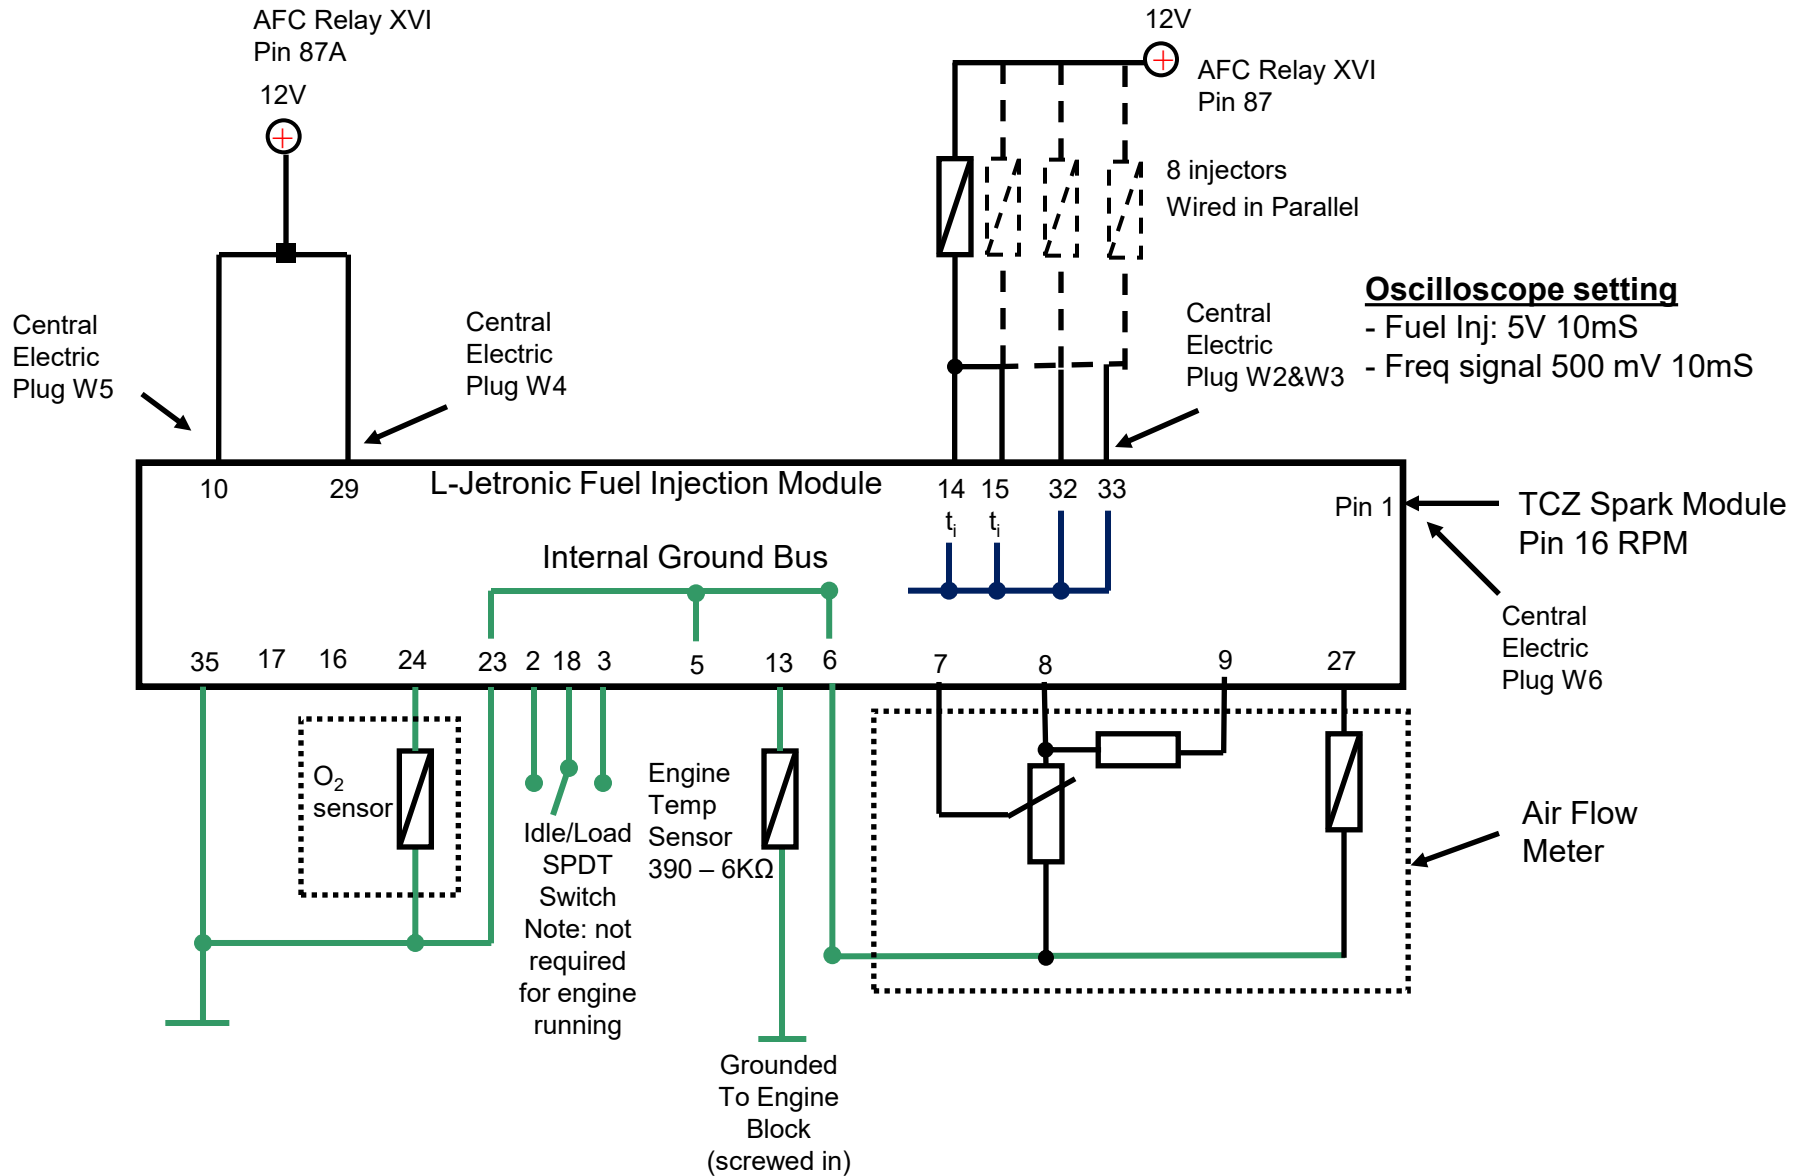 AFC Relay XVI
Pin 87A
12V
12V
AFC Relay XVI
Pin 87
8 injectors
Wired in Parallel
Oscilloscope setting
- Fuel Inj: 5V 10mS
- Freq signal 500 mV 10mS
Central
Electric
Plug W5
Central
Electric
Plug W4
Central
Electric
Plug W2&W3
10
29
L-Jetronic Fuel Injection Module
14
15
32
33
ti
ti
Pin 1
TCZ Spark Module
Pin 16 RPM
Internal Ground Bus
Central
Electric
Plug W6
35
17
16
24
23
2
18
3
5
13
6
7
8
9
27
O2
sensor
Idle/Load
SPDT
Switch
Note: not
required
for engine
running
Engine
Temp
Sensor
390 – 6KΩ
Air Flow
Meter
Grounded
To Engine
Block
(screwed in)